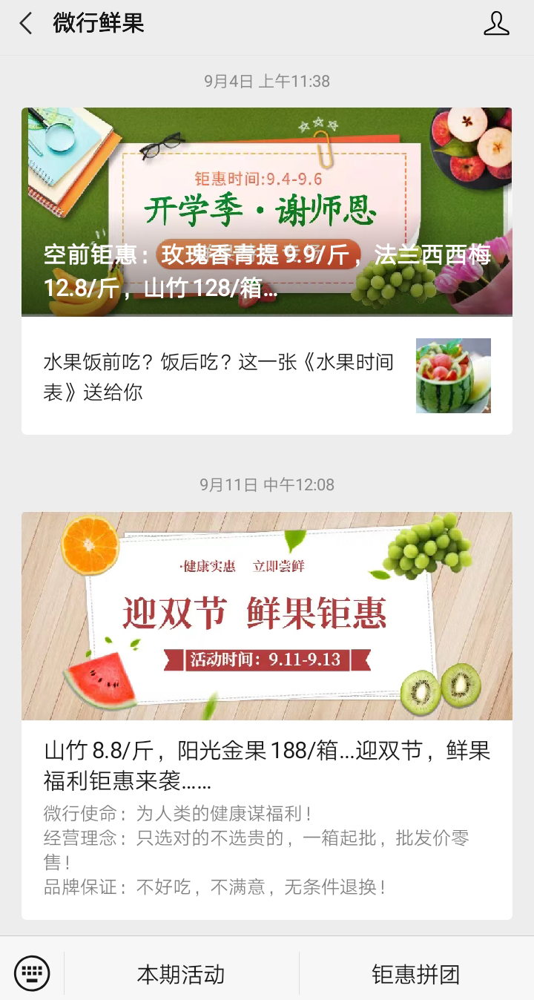 微行鲜果
9月4日 上午11:38
钜惠时间:9.4-9.6
开学季·谢师恩
空前钜惠：玫瑰香青提9.9/斤，法兰西西梅
12.8/斤，山竹128/箱...
水果饭前吃？饭后吃？这一张《水果时间
表》送给你
9月11日 中午12:08
·健康实惠 立即尝鲜
迎双节 鲜果钜惠
活动时间：9.11-9.13
山竹8.8/斤，阳光金果188/箱...迎双节，鲜果
福利钜惠来袭......
微行使命：为人类的健康谋福利！
经营理念：只选对的不选贵的，一箱起批，批发价零
售！
品牌保证：不好吃，不满意，无条件退换！
本期活动
钜惠拼团